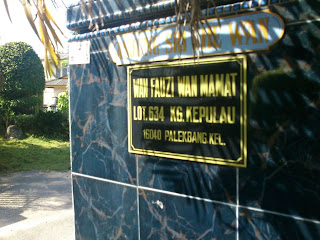 WAN FAUZI WAN MAMAT
LOT. 634 KG. KEPULAU
16040 PALEKBANG. KEL.